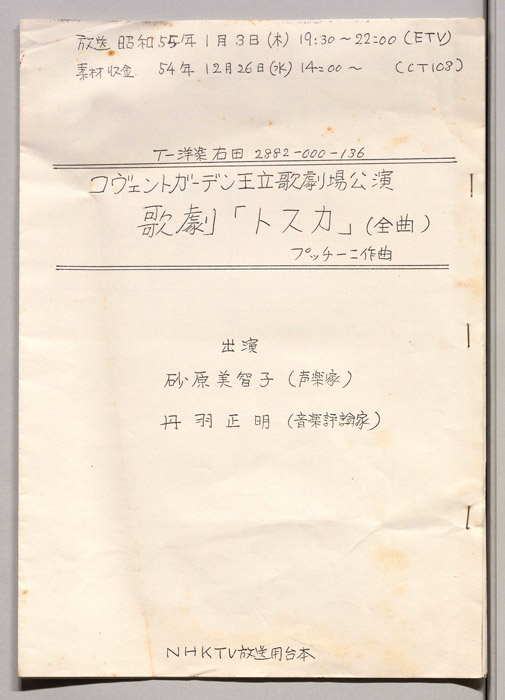 放送 昭和55年1月3日(木) 19:30~22:00(ETV)
素材収金 54年 12月26日(水) 14:00~ (CT108)
T-洋楽 右田 2882-000-136
コヴェントガーデン王立歌劇場公演
歌劇「トスカ」(全曲)
プッチーニ作曲
出演
砂原美智子(声楽家)
丹羽正明(音楽評論家)
NHKTV放送用台本